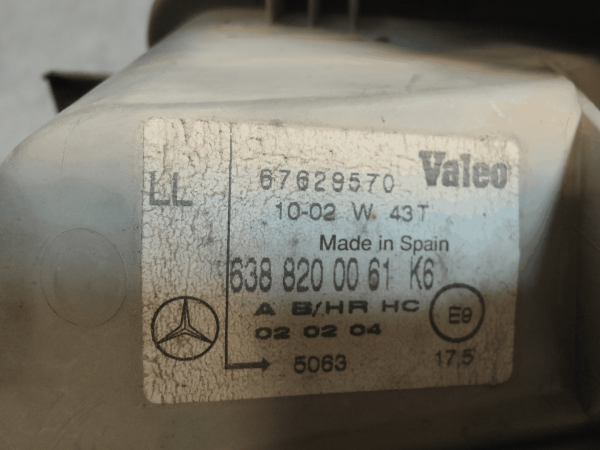 LL 67629570 Valeo
10-02 W. 43T
Made in Spain
638 820 00 61 K6
A B/HR HC E9
02 02 04
5063 17,5